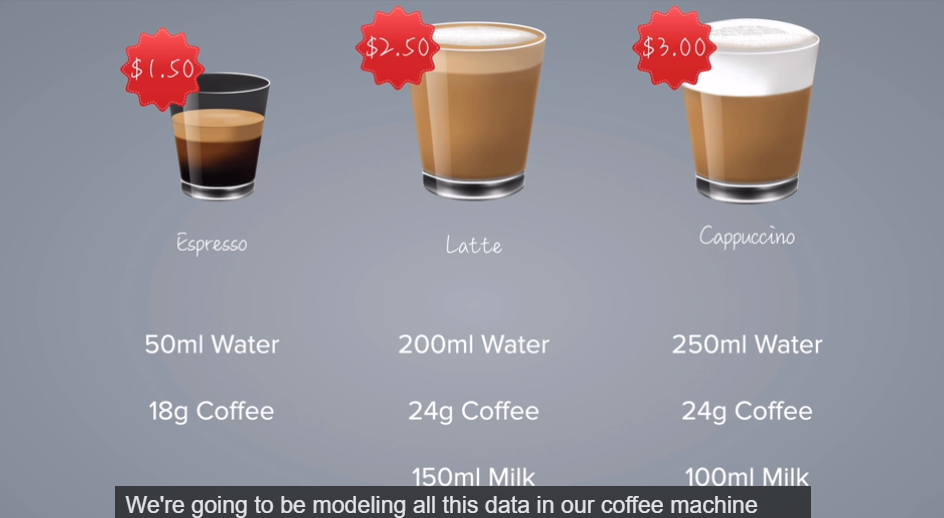 $1.50
$2.50
$3.00
Espresso
Latte
Cappuccino
50ml Water
200ml Water
250ml Water
18g Coffee
24g Coffee
24g Coffee
150ml Milk
100ml Milk
We're going to be modeling all this data in our coffee machine